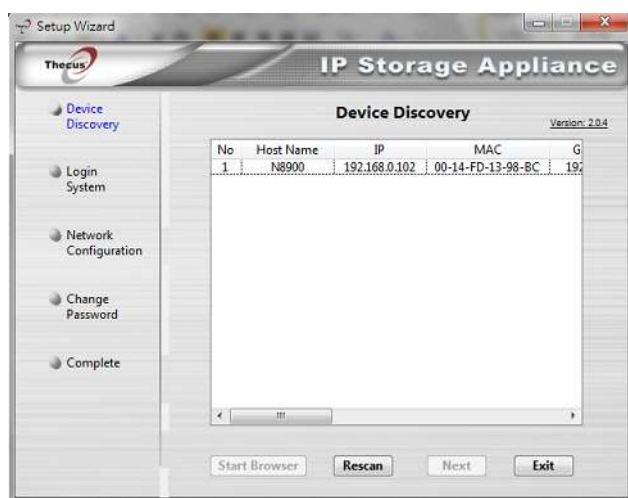 Setup Wizard
Thecus
IP Storage Appliance
Device Discovery
Version: 2.0.4
Device
Discovery
Login
System
Network
Configuration
Change
Password
Complete
No Host Name IP MAC G
1 N8900 192.168.0.102 00-14-FD-13-98-BC 192
Start Browser Rescan Next Exit